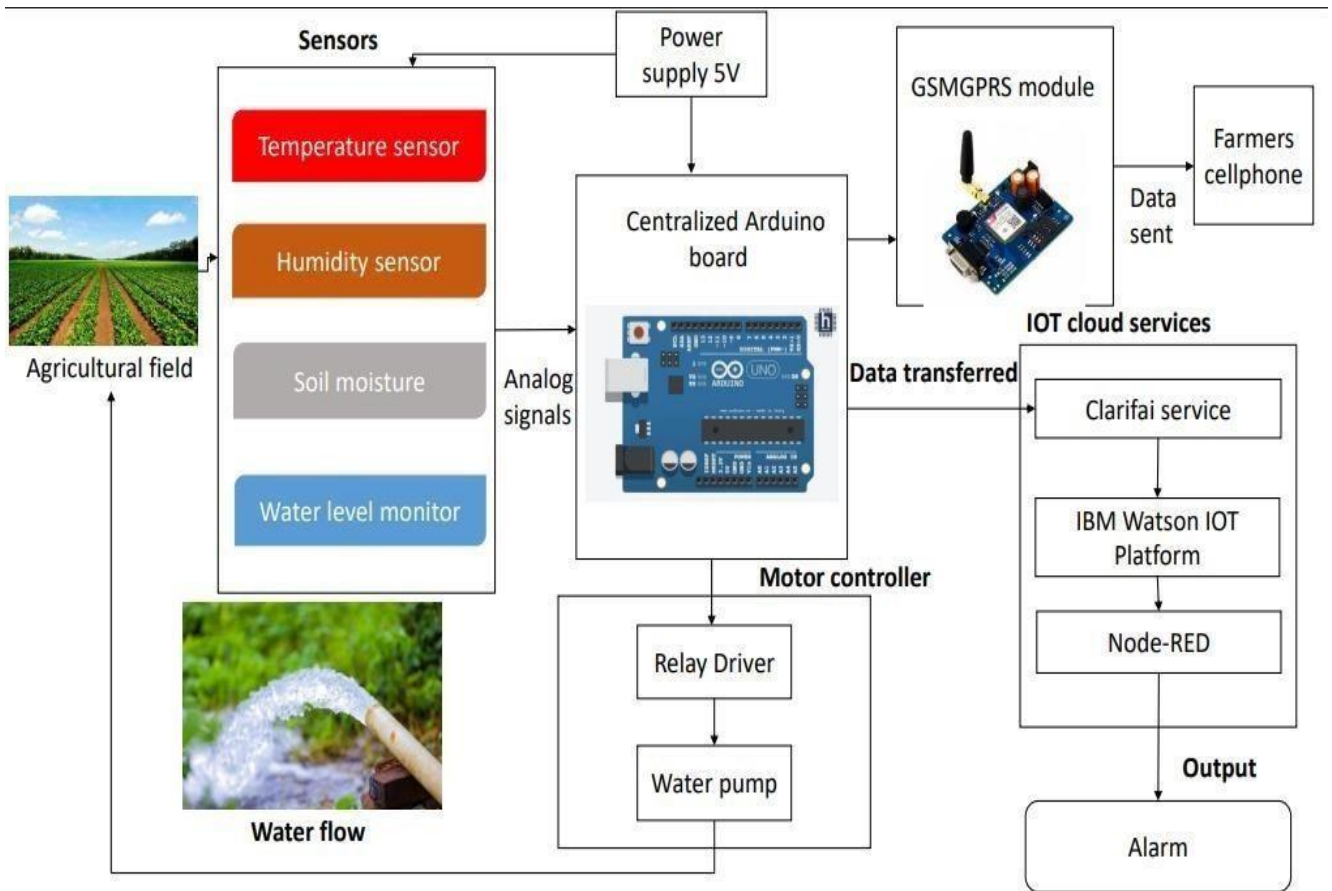 Sensors
Power
supply 5V
GSMGPRS module
Farmers
cellphone
Temperature sensor
Humidity sensor
Soil moisture
Water level monitor
Agricultural field
Analog
signals
Centralized Arduino
board
UNO
ARDUINO
Data
sent
IOT cloud services
Data transferred
Clarifai service
IBM Watson IOT
Platform
Node-RED
Motor controller
Relay Driver
Water pump
Water flow
Output
Alarm